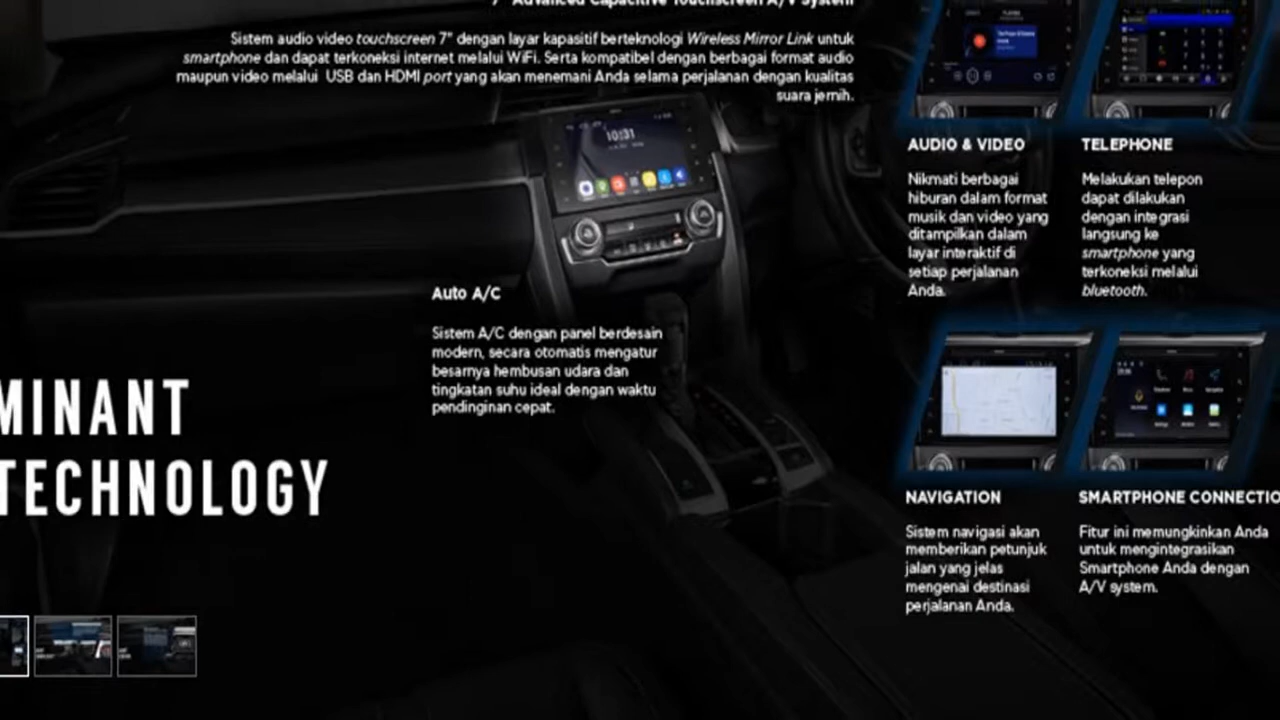 7" Advanced Capacitive Touchscreen A/V System
Sistem audio video touchscreen 7" dengan layar kapasitif berteknologi Wireless Mirror Link untuk
smartphone dan dapat terkoneksi internet melalui WiFi. Serta kompatibel dengan berbagai format audio
maupun video melalui USB dan HDMI port yang akan menemani Anda selama perjalanan dengan kualitas
suara jernih.
10:31
Auto A/C
Sistem A/C dengan panel berdesain
modern, secara otomatis mengatur
besarnya hembusan udara dan
tingkatan suhu ideal dengan waktu
pendinginan cepat.
MINANT
TECHNOLOGY
AUDIO & VIDEO
Nikmati berbagai
hiburan dalam format
musik dan video yang
ditampilkan dalam
layar interaktif di
setiap perjalanan
Anda.
TELEPHONE
Melakukan telepon
dapat dilakukan
dengan integrasi
langsung ke
smartphone yang
terkoneksi melalui
bluetooth.
NAVIGATION
Sistem navigasi akan
memberikan petunjuk
jalan yang jelas
mengenai destinasi
perjalanan Anda.
SMARTPHONE CONNECTIO
Fitur ini memungkinkan Anda
untuk mengintegrasikan
Smartphone Anda dengan
A/V system.